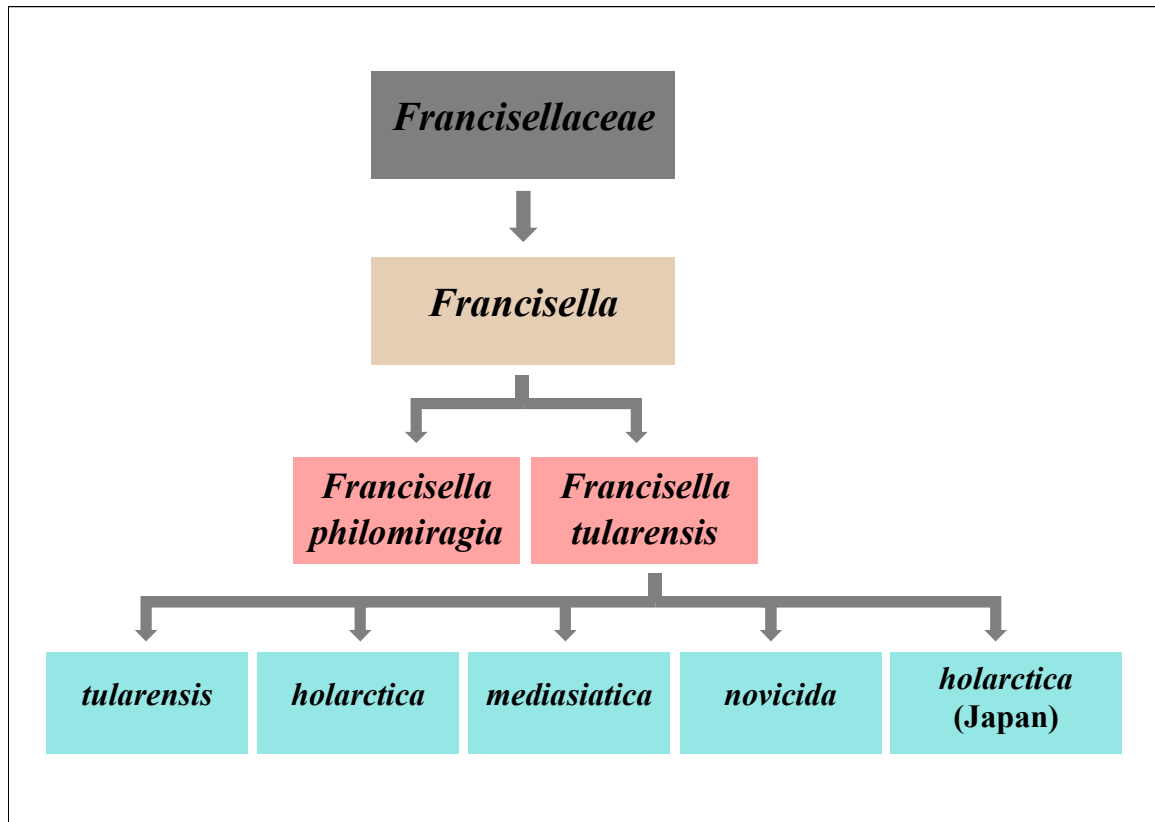 Francisellaceae
Francisella
Francisella
philomiragia
Francisella
tularensis
tularensis
holarctica
mediasiatica
novicida
holarctica
(Japan)